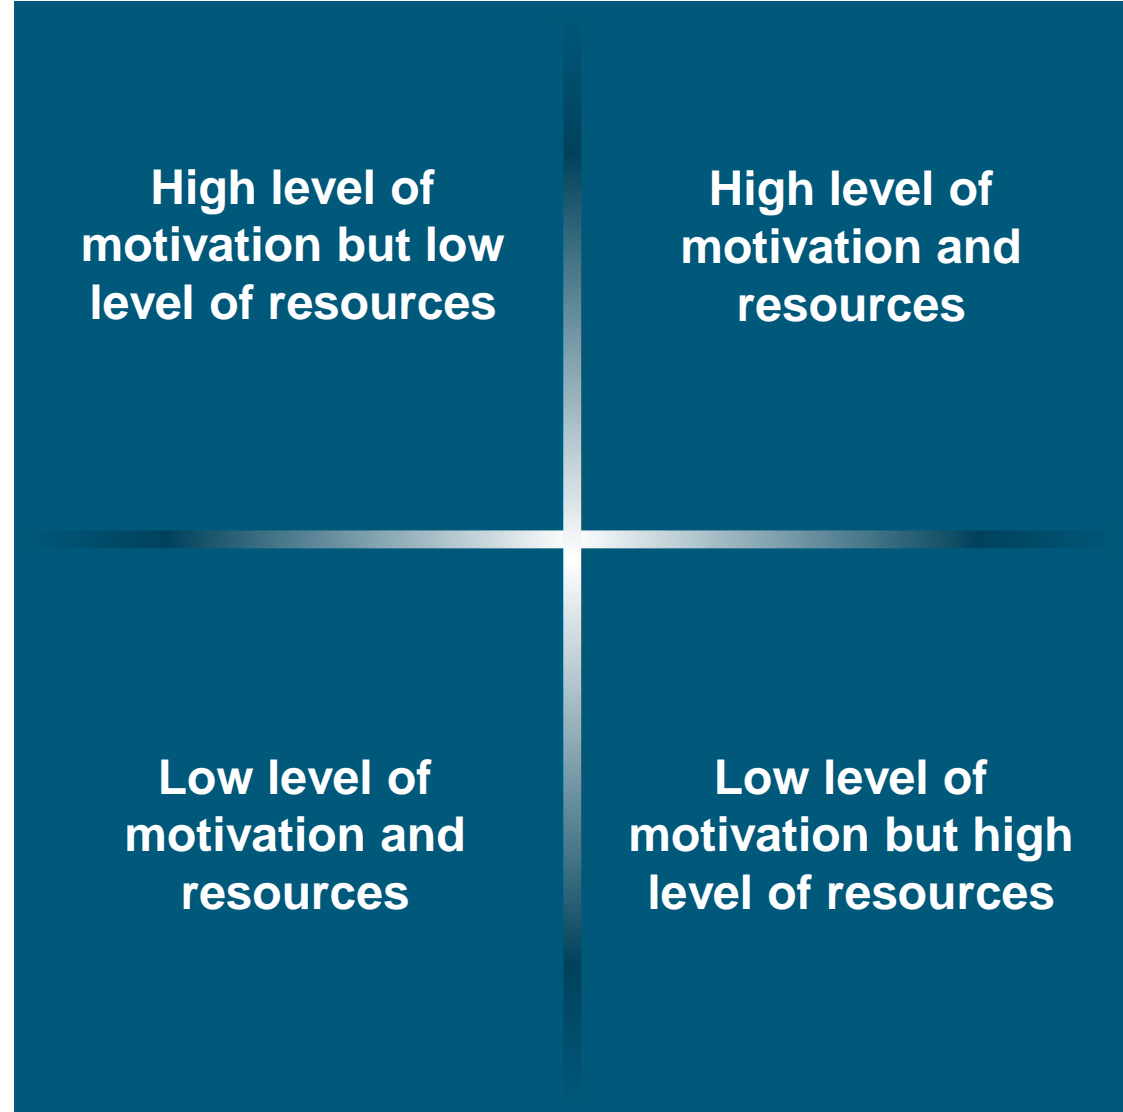 High level of
motivation but low
level of resources
High level of
motivation and
resources
Low level of
motivation and
resources
Low level of
motivation but high
level of resources